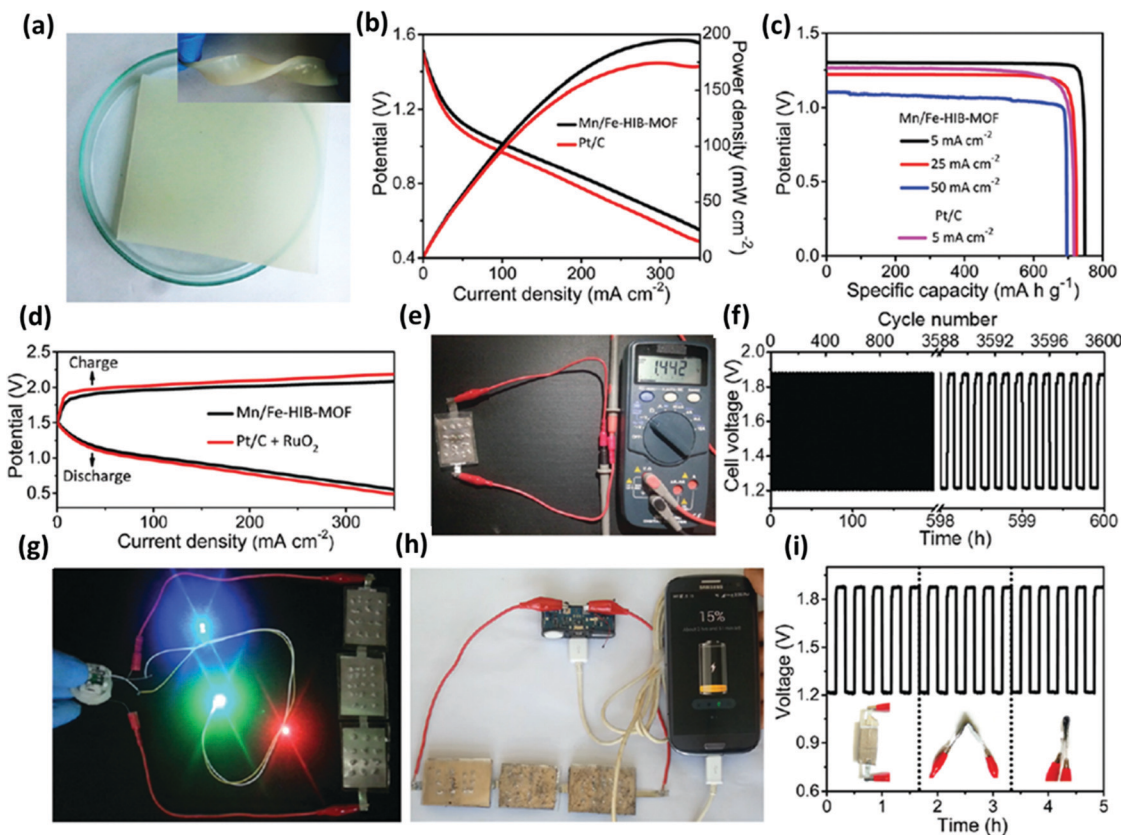 (a)
(b)
Potential (V)
1.6
1.2
0.8
0.4
Mn/Fe-HIB-MOF
Pt/C
0
100
200
300
Current density (mA cm⁻²)
200
150
100
50
0
Power density (mW cm⁻²)
(c)
Potential (V)
1.5
1.0
0.5
0.0
Mn/Fe-HIB-MOF
5 mA cm⁻²
25 mA cm⁻²
50 mA cm⁻²
Pt/C
5 mA cm⁻²
0
200
400
600
800
Specific capacity (mA h g⁻¹)
(d)
Potential (V)
2.5
2.0
1.5
1.0
0.5
Charge
Mn/Fe-HIB-MOF
Pt/C + RuO₂
Discharge
0
100
200
300
Current density (mA cm⁻²)
(e)
1.442
(f)
Cycle number
0
400
800
3588
3592
3596
3600
Cell voltage (V)
2.0
1.8
1.6
1.4
1.2
0
100
598
599
600
Time (h)
(g)
(h)
SAMSUNG
15%
(i)
Voltage (V)
1.8
1.5
1.2
0.9
0.6
0
1
2
3
4
5
Time (h)